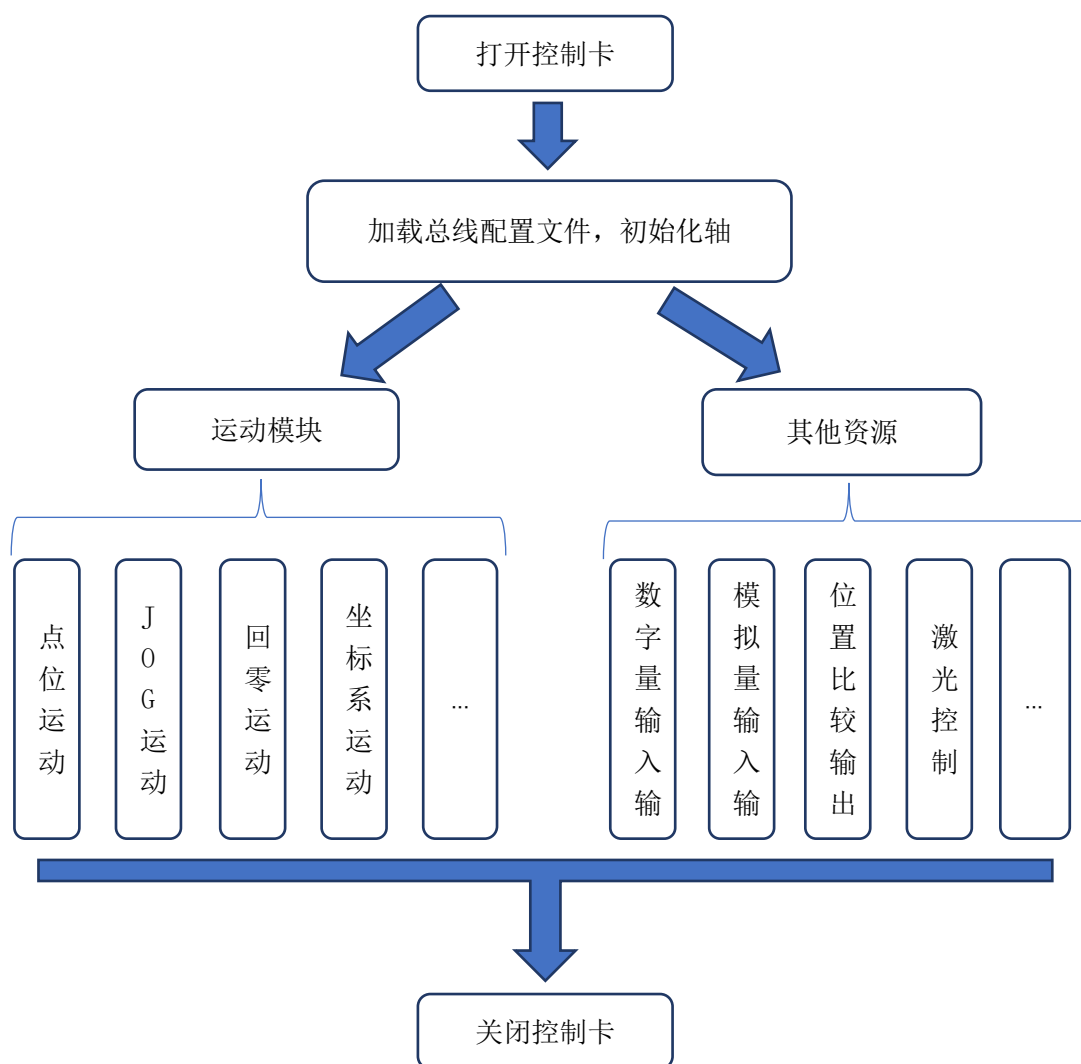 打开控制卡
加载总线配置文件，初始化轴
运动模块
其他资源
点位运动
JOG运动
回零运动
坐标系运动
...
数字量输入输
模拟量输入输
位置比较输出
激光控制
...
关闭控制卡